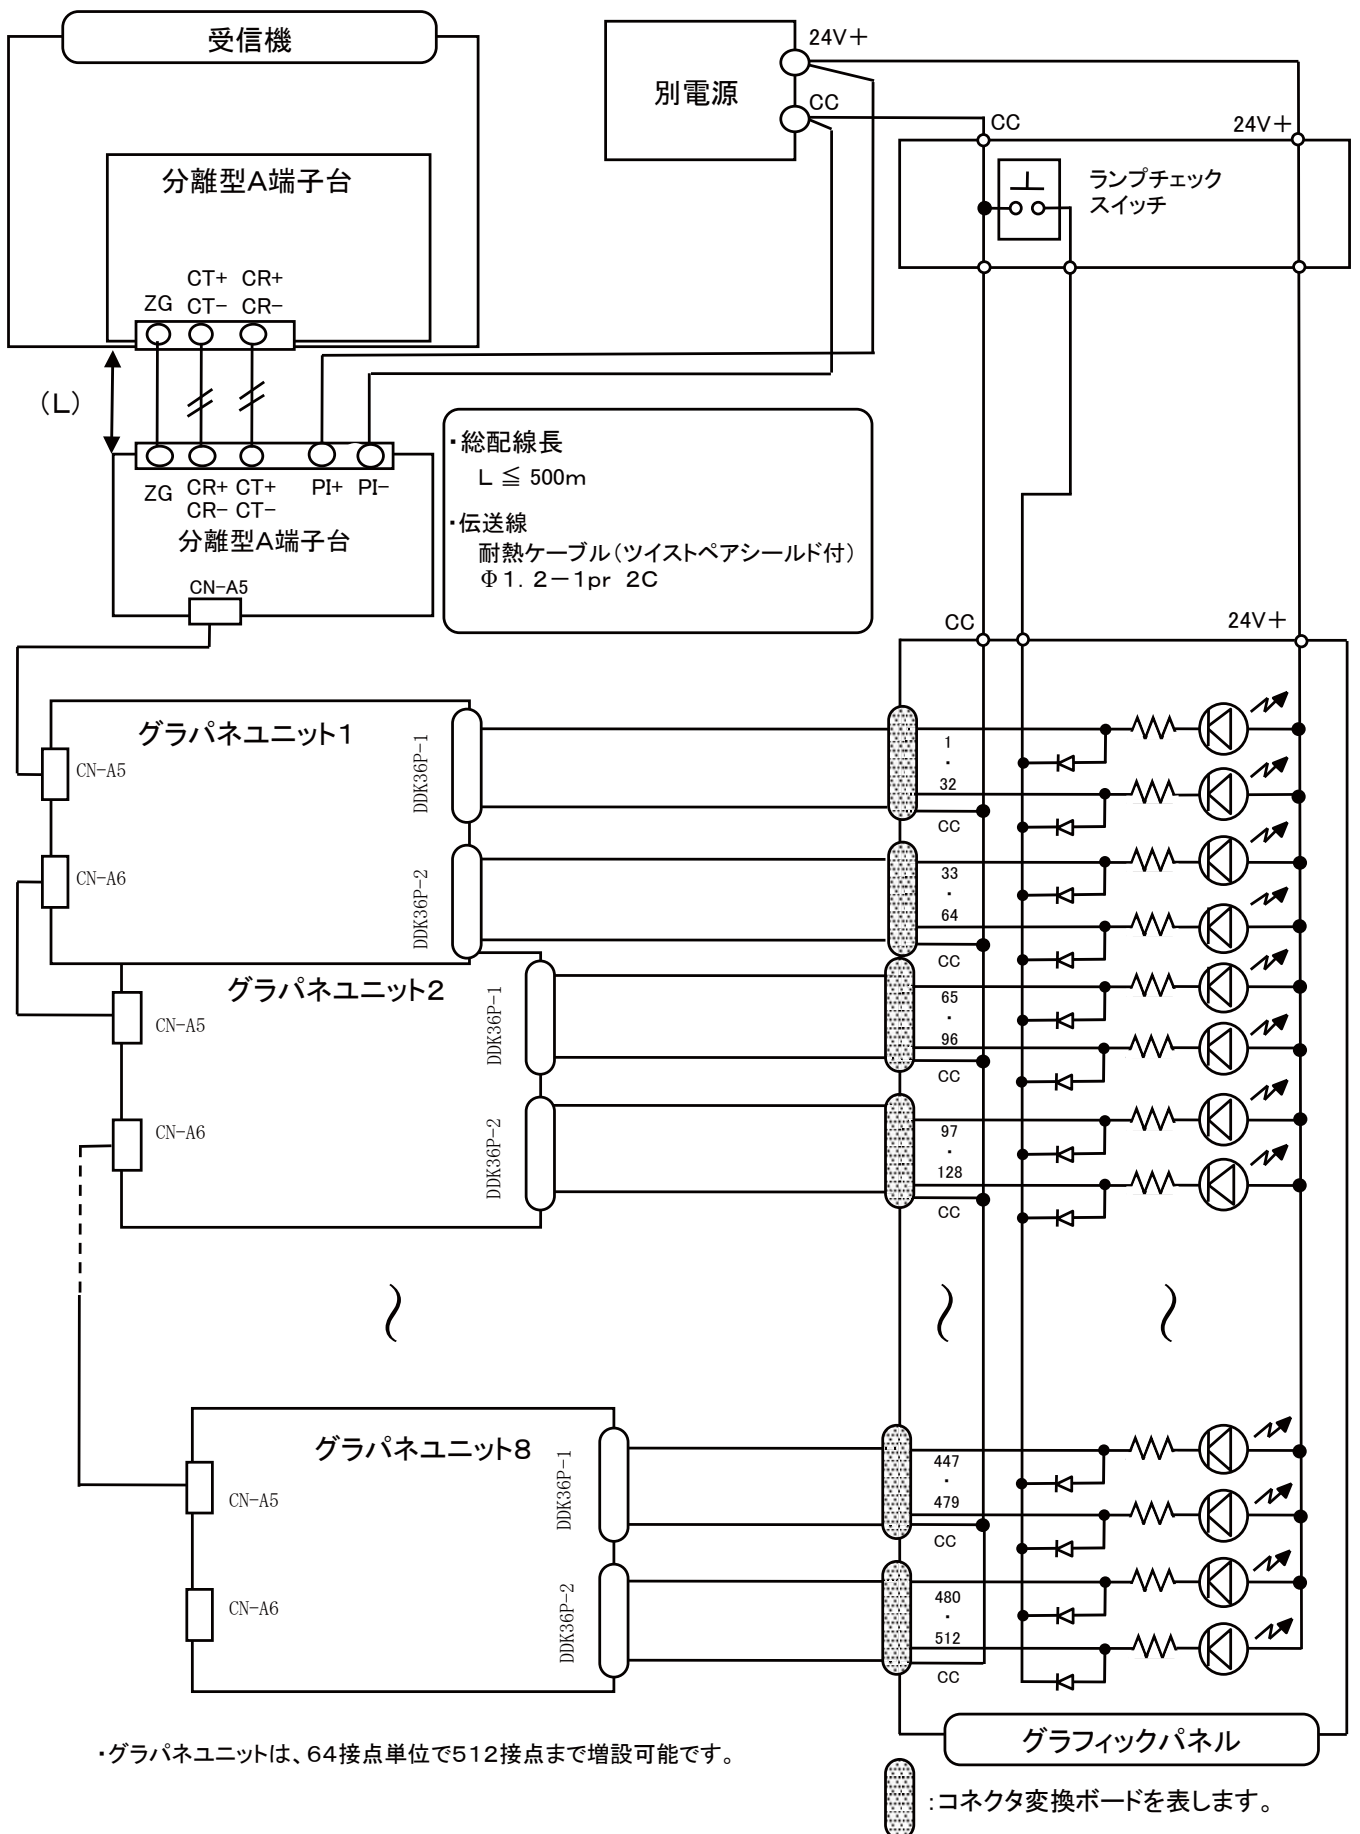 受信機
分離型A端子台
CT+ CR+
ZG CT- CR-
別電源
24V+
CC
CC
24V+
ランプチェック
スイッチ
(L)
ZG CR+ CT+ PI+ PI-
CR- CT-
分離型A端子台
CN-A5
・総配線長
L ≦ 500m
・伝送線
耐熱ケーブル(ツイストペアシールド付)
Φ1.2-1pr 2C
CC
24V+
グラパネユニット1
CN-A5
CN-A6
DDK36P-1
DDK36P-2
1
・
32
CC
33
・
64
CC
グラパネユニット2
CN-A5
CN-A6
DDK36P-1
DDK36P-2
65
・
96
CC
97
・
128
CC
グラパネユニット8
CN-A5
CN-A6
DDK36P-1
DDK36P-2
447
・
479
CC
480
・
512
CC
グラフィックパネル
・グラパネユニットは、64接点単位で512接点まで増設可能です。
:コネクタ変換ボードを表します。